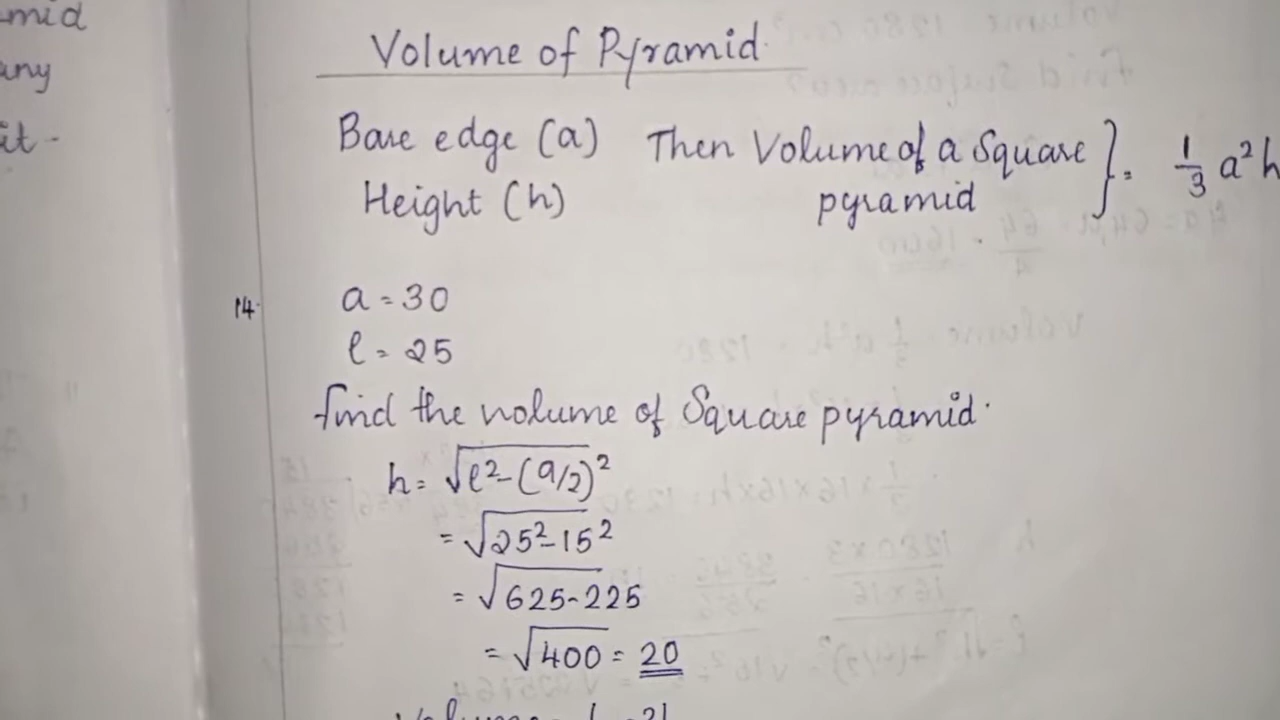 mid
any
it-
Volume of Pyramid
Base edge (a) Then Volume of a Square } = 1/3 a²h
Height (h) pyramid
14. a = 30
l = 25
find the volume of Square pyramid.
h = √l²-(a/2)²
= √25²-15²
= √625-225
= √400 = 20